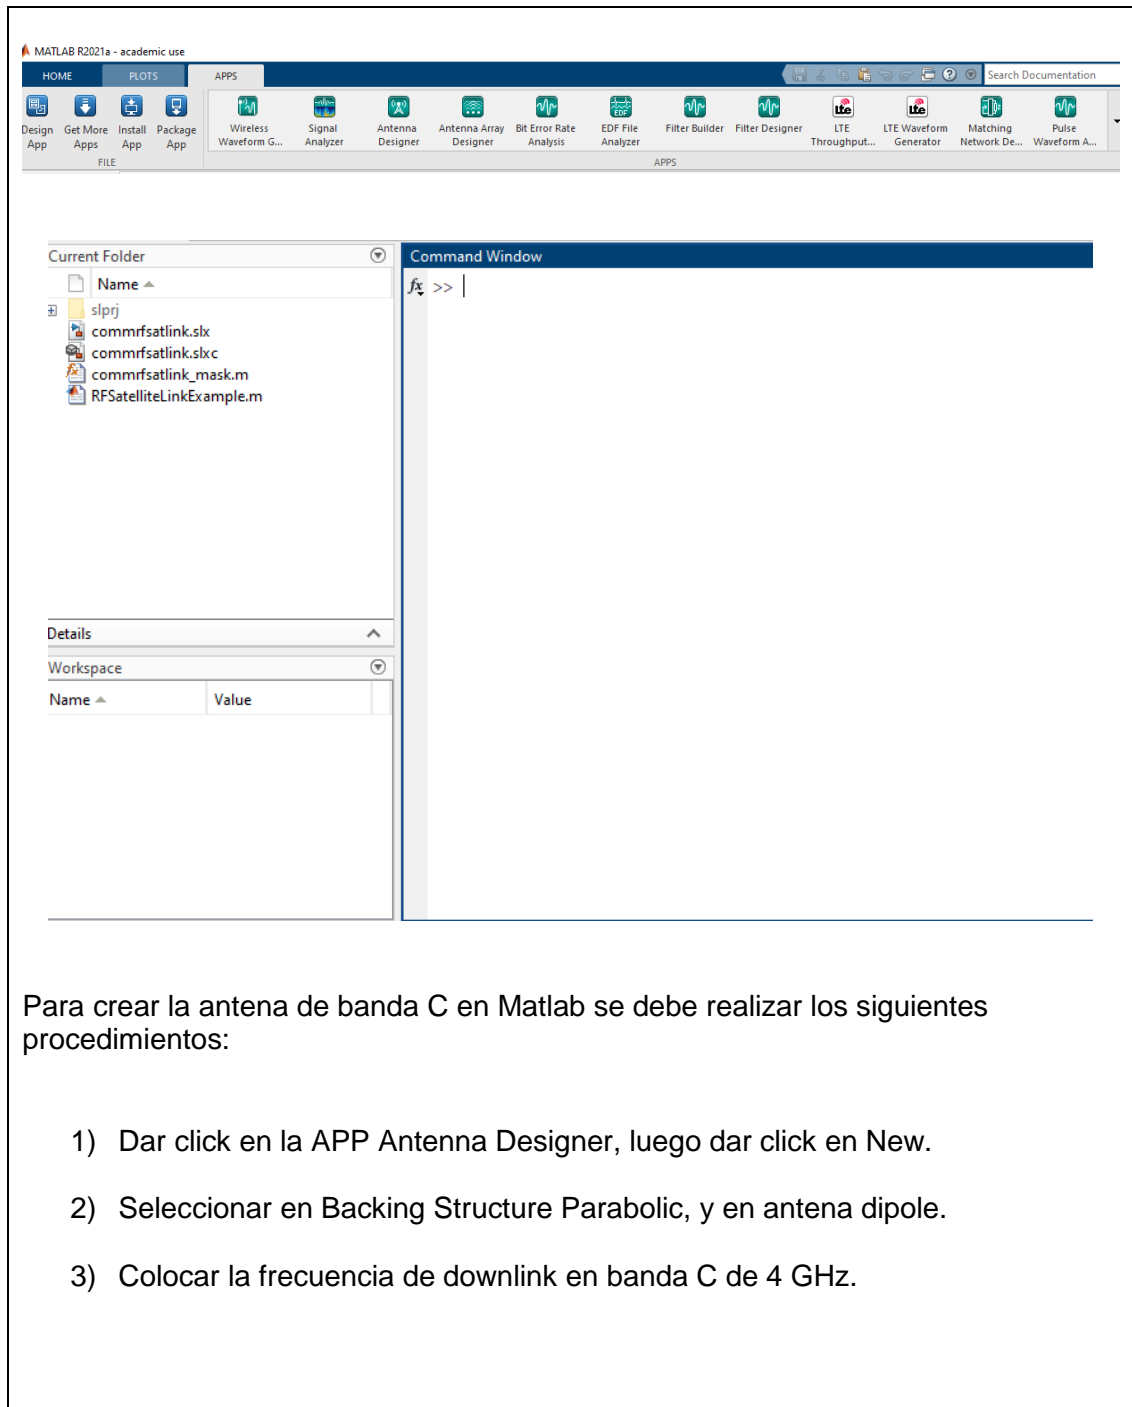 MATLAB R2021a - academic use
HOME PLOTS APPS Search Documentation
Design App Get More Apps Install App Package App Wireless Waveform G... Signal Analyzer Antenna Designer Antenna Array Designer Bit Error Rate Analysis EDF File Analyzer Filter Builder Filter Designer LTE Throughput... LTE Waveform Generator Matching Network De... Pulse Waveform A...
FILE APPS
Current Folder
Name
slprj
commrfsatlink.slx
commrfsatlink.slxc
commrfsatlink_mask.m
RFSatelliteLinkExample.m
Details
Workspace
Name Value
Command Window
fx >>
Para crear la antena de banda C en Matlab se debe realizar los siguientes
procedimientos:
1) Dar click en la APP Antenna Designer, luego dar click en New.
2) Seleccionar en Backing Structure Parabolic, y en antena dipole.
3) Colocar la frecuencia de downlink en banda C de 4 GHz.